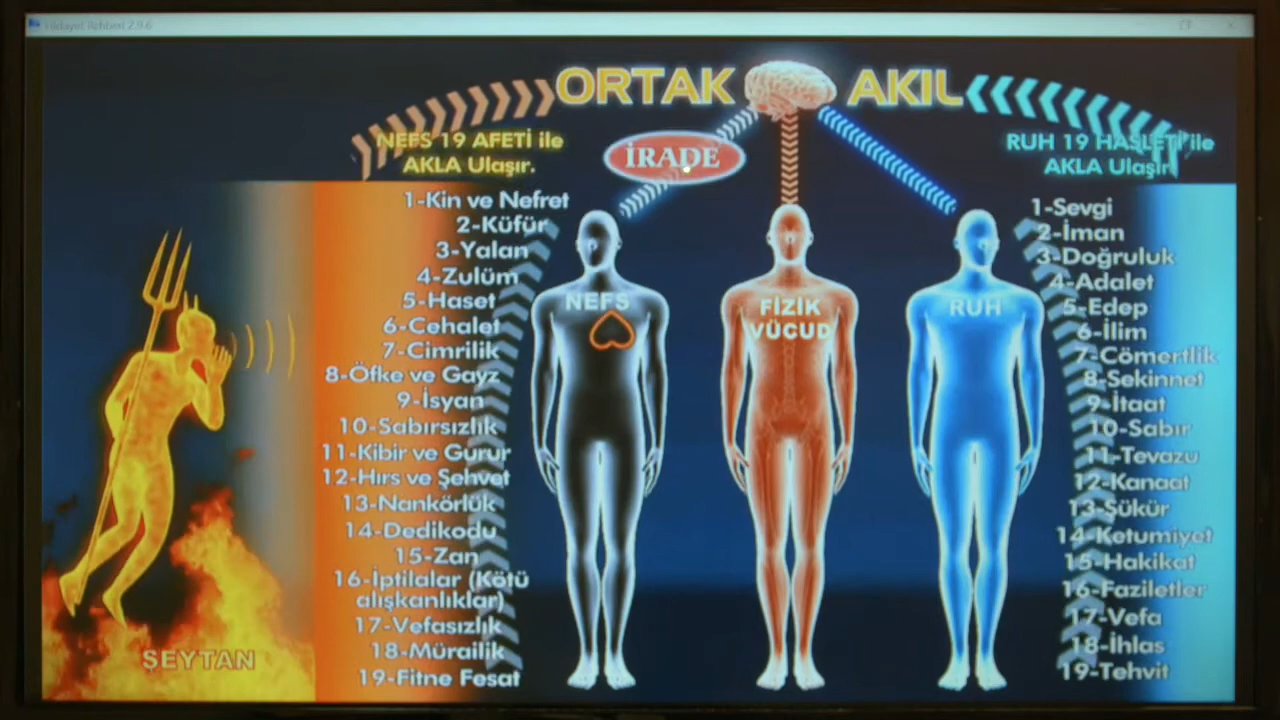 Hidayet Rehberi 2.9.6
ORTAK AKIL
NEFS 19 AFETİ ile
AKLA Ulaşır.
İRADE
RUH 19 HASLETİ ile
AKLA Ulaşır
1-Kin ve Nefret
2-Küfür
3-Yalan
4-Zulüm
5-Haset
6-Cehalet
7-Cimrilik
8-Öfke ve Gayz
9-İsyan
10-Sabırsızlık
11-Kibir ve Gurur
12-Hırs ve Şehvet
13-Nankörlük
14-Dedikodu
15-Zan
16-İptilalar (Kötü
alışkanlıklar)
17-Vefasızlık
18-Mürailik
19-Fitne Fesat
ŞEYTAN
NEFS
FİZİK
VÜCUD
RUH
1-Sevgi
2-İman
3-Doğruluk
4-Adalet
5-Edep
6-İlim
7-Cömertlik
8-Sekinnet
9-İtaat
10-Sabır
11-Tevazu
12-Kanaat
13-Şükür
14-Ketumiyet
15-Hakikat
16-Faziletler
17-Vefa
18-İhlas
19-Tehvit